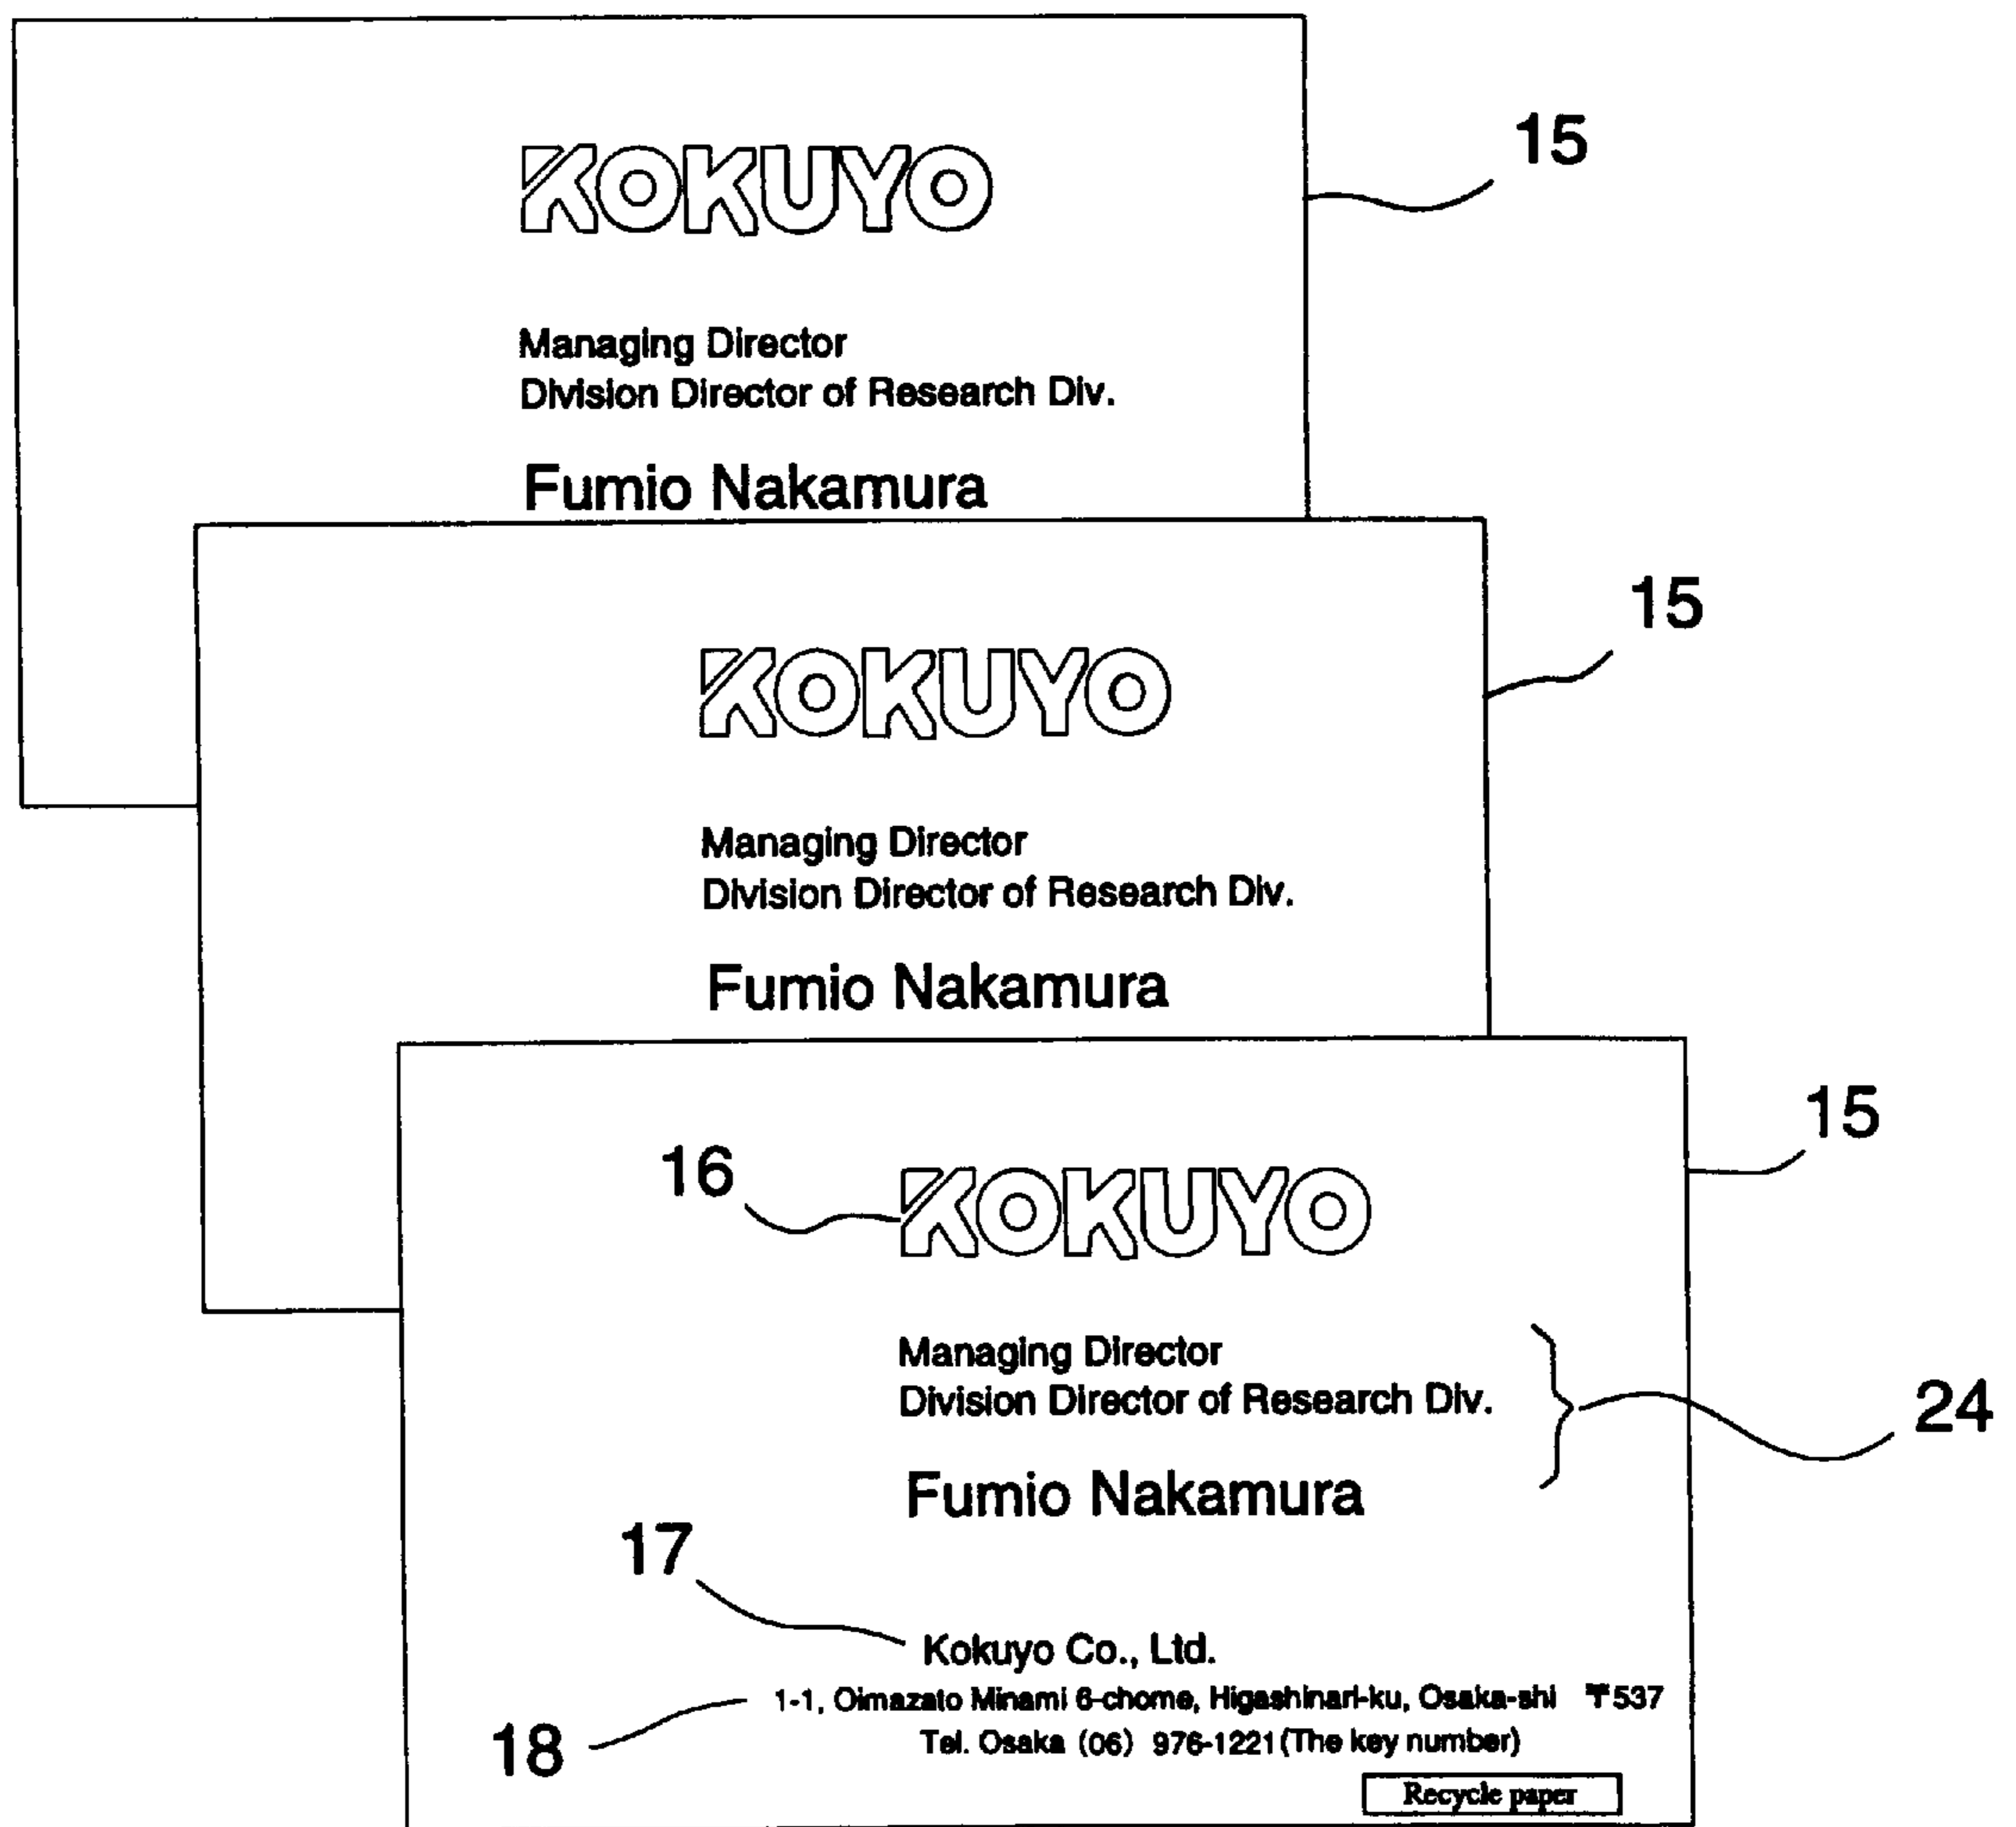 KOKUYO
15
Managing Director
Division Director of Research Div.
Fumio Nakamura
KOKUYO
15
Managing Director
Division Director of Research Div.
Fumio Nakamura
15
16
KOKUYO
Managing Director
Division Director of Research Div.
24
Fumio Nakamura
17
Kokuyo Co., Ltd.
1-1, Oimazato Minami 6-chome, Higashinari-ku, Osaka-shi 〒537
18
Tel. Osaka (06) 976-1221(The key number)
Recycle paper